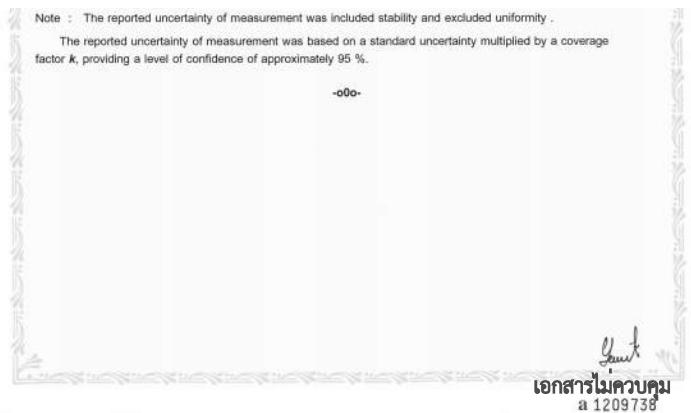 Note : The reported uncertainty of measurement was included stability and excluded uniformity .
The reported uncertainty of measurement was based on a standard uncertainty multiplied by a coverage
factor k, providing a level of confidence of approximately 95 %.
-o0o-
เอกสารไม่ควบคุม
a 1209738